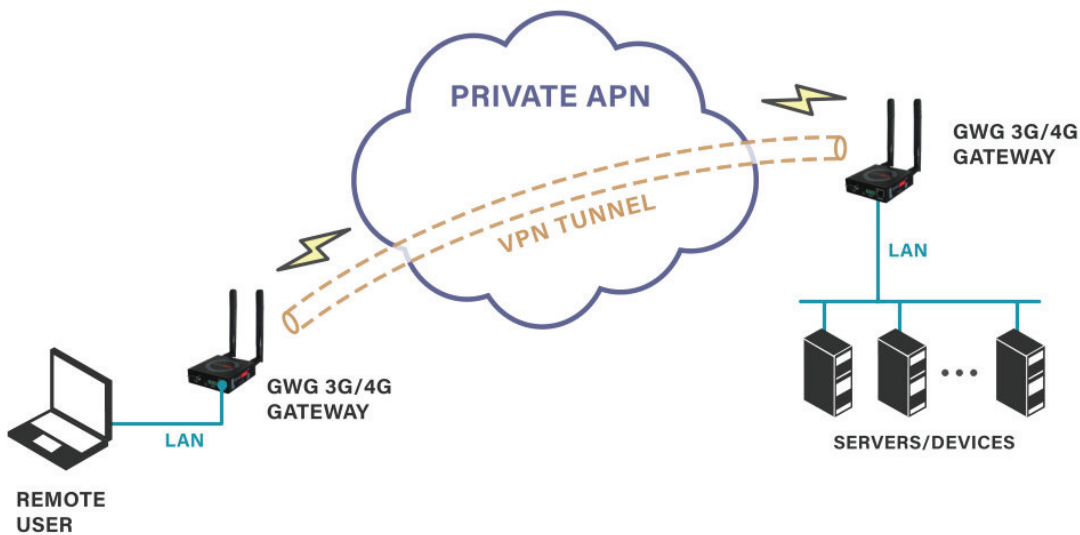 PRIVATE APN
GWG 3G/4G
GATEWAY
VPN TUNNEL
LAN
GWG 3G/4G
GATEWAY
LAN
SERVERS/DEVICES
REMOTE
USER